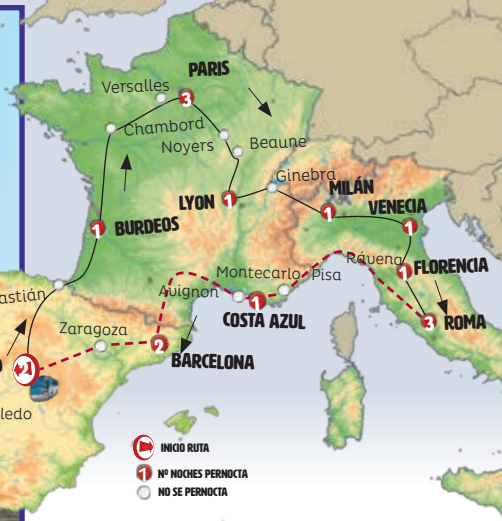 PARIS
Versalles
3
Chambord
Noyers
Beaune
Ginebra
LYON 1
MILÁN
1
VENECIA
1
1 BURDEOS
Ravena
1 FLORENCIA
Montecarlo Pisa
Avignon
1
COSTA AZUL
3 ROMA
astián
Zaragoza
2
BARCELONA
O
2
ledo
INICIO RUTA
1 Nº NOCHES PERNOCTA
NO SE PERNOCTA